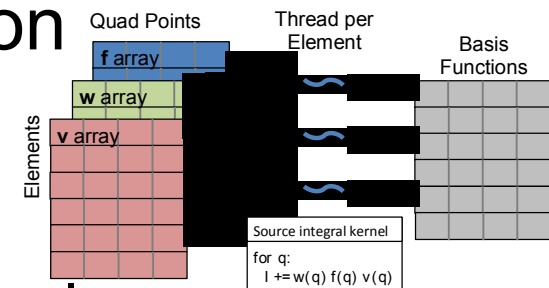 on
Quad Points
Thread per
Element
Basis
Functions
f array
w array
v array
Elements
Source integral kernel
for q:
I += w(q) f(q) v(q)